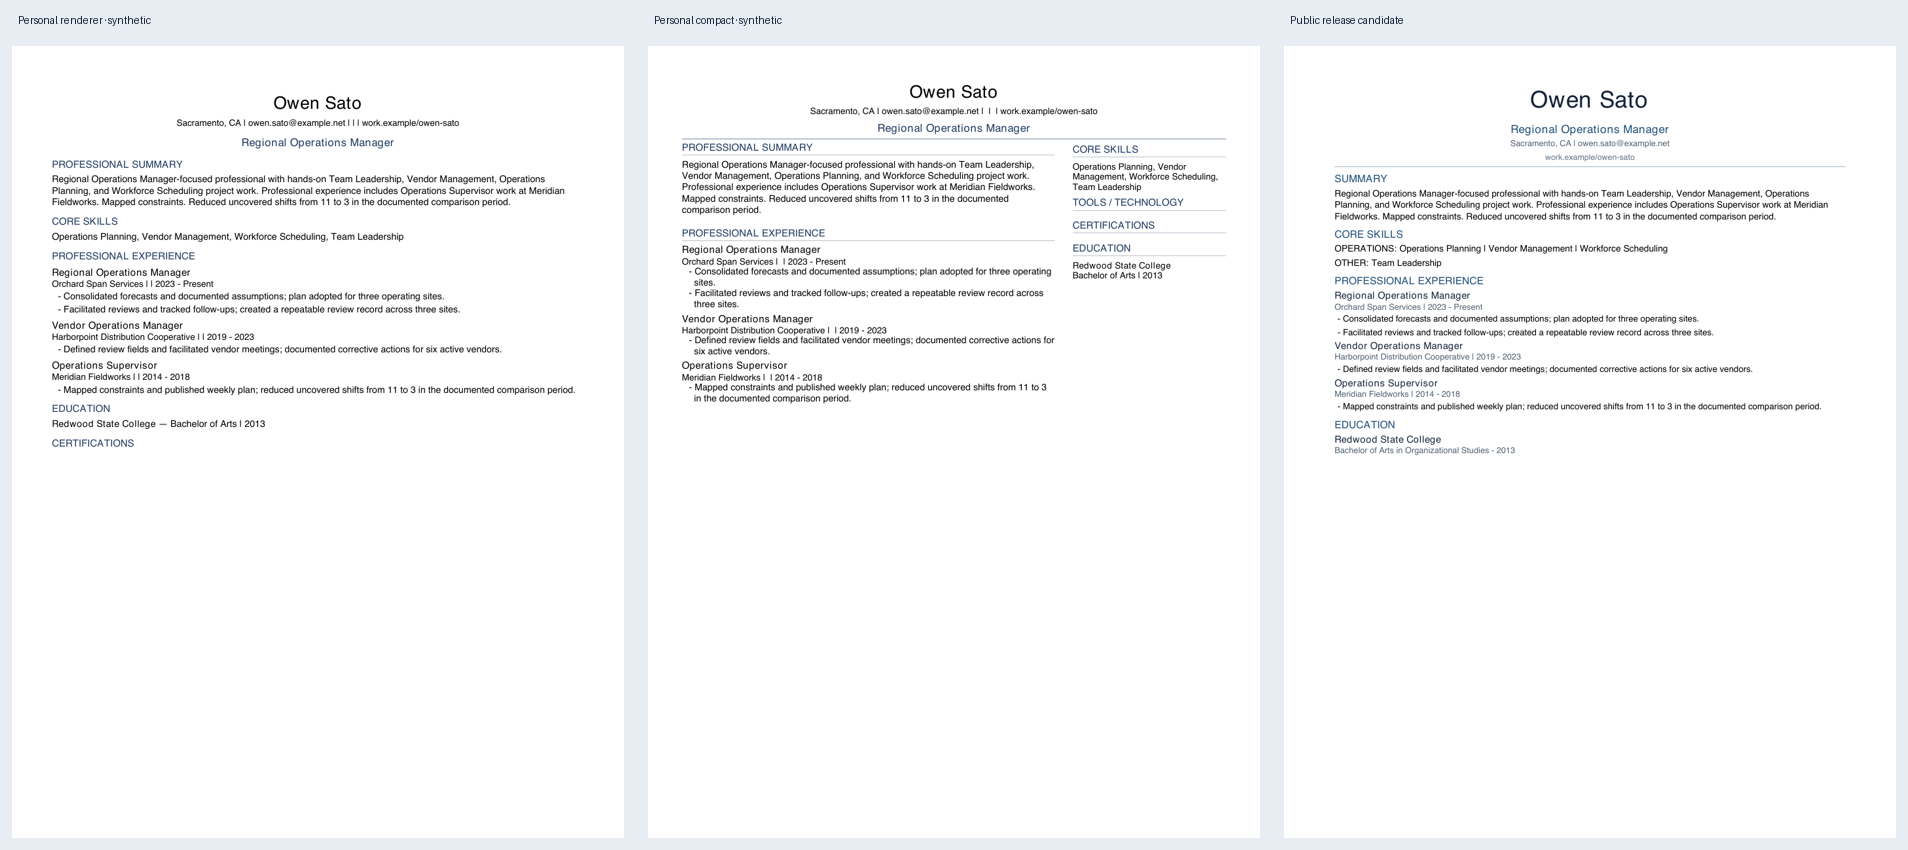 Personal renderer · synthetic
Owen Sato
Sacramento, CA | owen.sato@example.net | | | work.example/owen-sato
Regional Operations Manager
PROFESSIONAL SUMMARY
Regional Operations Manager-focused professional with hands-on Team Leadership, Vendor Management, Operations
Planning, and Workforce Scheduling project work. Professional experience includes Operations Supervisor work at Meridian
Fieldworks. Mapped constraints. Reduced uncovered shifts from 11 to 3 in the documented comparison period.
CORE SKILLS
Operations Planning, Vendor Management, Workforce Scheduling, Team Leadership
PROFESSIONAL EXPERIENCE
Regional Operations Manager
Orchard Span Services | | 2023 - Present
- Consolidated forecasts and documented assumptions; plan adopted for three operating sites.
- Facilitated reviews and tracked follow-ups; created a repeatable review record across three sites.
Vendor Operations Manager
Harborpoint Distribution Cooperative | | 2019 - 2023
- Defined review fields and facilitated vendor meetings; documented corrective actions for six active vendors.
Operations Supervisor
Meridian Fieldworks | | 2014 - 2018
- Mapped constraints and published weekly plan; reduced uncovered shifts from 11 to 3 in the documented comparison period.
EDUCATION
Redwood State College — Bachelor of Arts | 2013
CERTIFICATIONS
Personal compact · synthetic
Owen Sato
Sacramento, CA | owen.sato@example.net | | | work.example/owen-sato
Regional Operations Manager
PROFESSIONAL SUMMARY
Regional Operations Manager-focused professional with hands-on Team Leadership,
Vendor Management, Operations Planning, and Workforce Scheduling project work.
Professional experience includes Operations Supervisor work at Meridian Fieldworks.
Mapped constraints. Reduced uncovered shifts from 11 to 3 in the documented
comparison period.
PROFESSIONAL EXPERIENCE
Regional Operations Manager
Orchard Span Services | | 2023 - Present
- Consolidated forecasts and documented assumptions; plan adopted for three operating
sites.
- Facilitated reviews and tracked follow-ups; created a repeatable review record across
three sites.
Vendor Operations Manager
Harborpoint Distribution Cooperative | | 2019 - 2023
- Defined review fields and facilitated vendor meetings; documented corrective actions for
six active vendors.
Operations Supervisor
Meridian Fieldworks | | 2014 - 2018
- Mapped constraints and published weekly plan; reduced uncovered shifts from 11 to 3
in the documented comparison period.
CORE SKILLS
Operations Planning, Vendor
Management, Workforce Scheduling,
Team Leadership
TOOLS / TECHNOLOGY
CERTIFICATIONS
EDUCATION
Redwood State College
Bachelor of Arts | 2013
Public release candidate
Owen Sato
Regional Operations Manager
Sacramento, CA | owen.sato@example.net
work.example/owen-sato
SUMMARY
Regional Operations Manager-focused professional with hands-on Team Leadership, Vendor Management, Operations
Planning, and Workforce Scheduling project work. Professional experience includes Operations Supervisor work at Meridian
Fieldworks. Mapped constraints. Reduced uncovered shifts from 11 to 3 in the documented comparison period.
CORE SKILLS
OPERATIONS: Operations Planning | Vendor Management | Workforce Scheduling
OTHER: Team Leadership
PROFESSIONAL EXPERIENCE
Regional Operations Manager
Orchard Span Services | 2023 - Present
- Consolidated forecasts and documented assumptions; plan adopted for three operating sites.
- Facilitated reviews and tracked follow-ups; created a repeatable review record across three sites.
Vendor Operations Manager
Harborpoint Distribution Cooperative | 2019 - 2023
- Defined review fields and facilitated vendor meetings; documented corrective actions for six active vendors.
Operations Supervisor
Meridian Fieldworks | 2014 - 2018
- Mapped constraints and published weekly plan; reduced uncovered shifts from 11 to 3 in the documented comparison period.
EDUCATION
Redwood State College
Bachelor of Arts in Organizational Studies - 2013